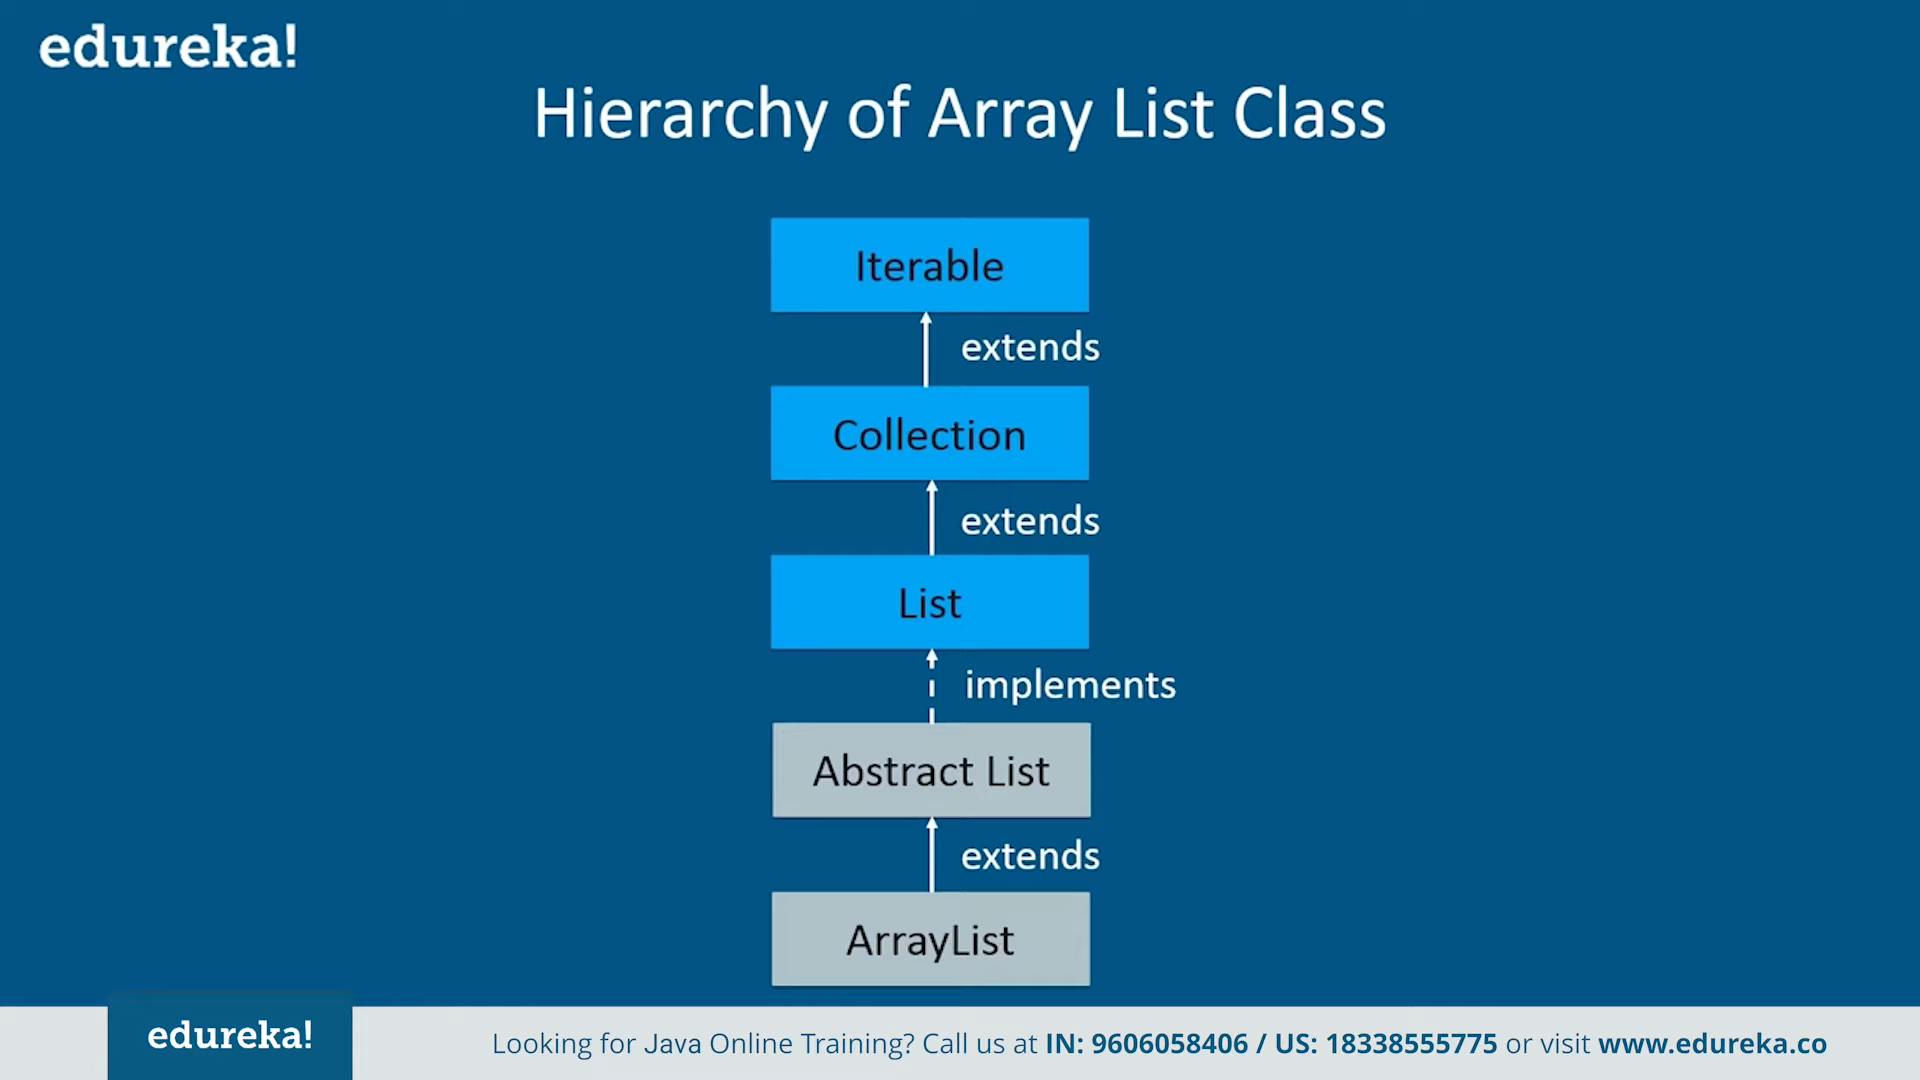 edureka!
Hierarchy of Array List Class
Iterable
extends
Collection
extends
List
implements
Abstract List
extends
ArrayList
edureka!
Looking for Java Online Training? Call us at IN: 9606058406 / US: 18338555775 or visit www.edureka.co